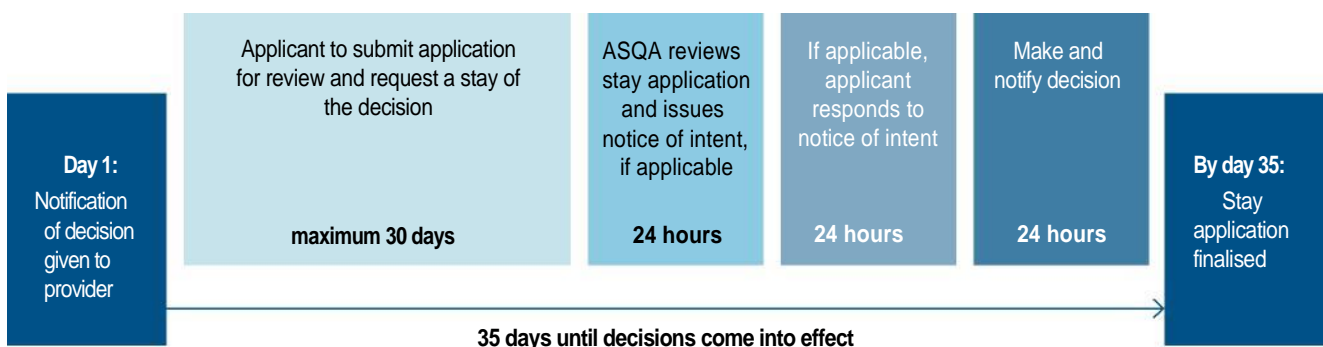 Day 1:
Notification
of decision
given to
provider
Applicant to submit application
for review and request a stay of
the decision
maximum 30 days
ASQA reviews
stay application
and issues
notice of intent,
if applicable
24 hours
If applicable,
applicant
responds to
notice of intent
24 hours
Make and
notify decision
24 hours
By day 35:
Stay
application
finalised
35 days until decisions come into effect